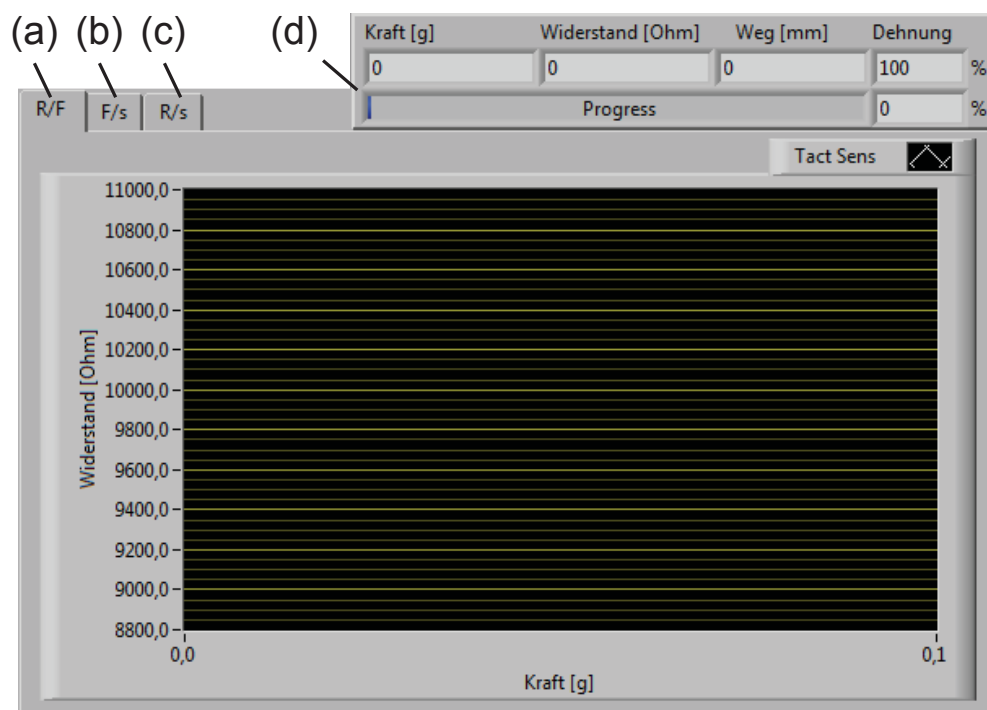 (a) (b) (c) (d)
Kraft [g] Widerstand [Ohm] Weg [mm] Dehnung
0 0 0 100 %
Progress 0 %
R/F F/s R/s
Tact Sens
11000,0
10800,0
10600,0
10400,0
10200,0
10000,0
9800,0
9600,0
9400,0
9200,0
9000,0
8800,0
Widerstand [Ohm]
0,0 0,1
Kraft [g]